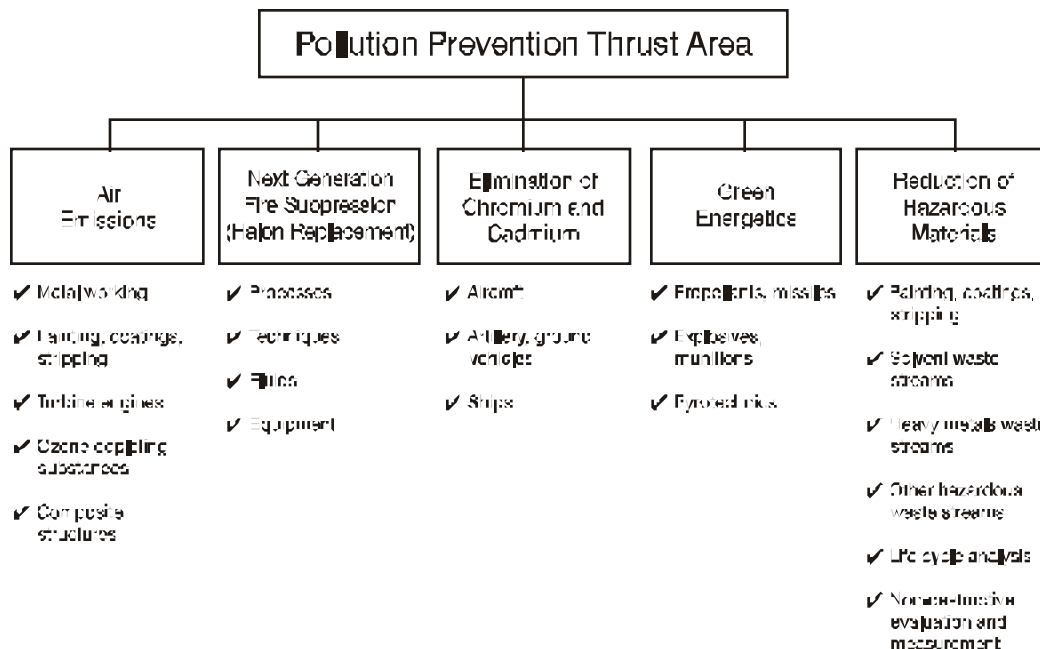 Pollution Prevention Thrust Area
Air
Emissions
Next Generation
Fire Suppression
(Halon Replacement)
Elimination of
Chromium and
Cadmium
Green
Energetics
Reduction of
Hazardous
Materials
✔ Metal working
✔ Painting, coatings,
stripping
✔ Turbine engines
✔ Ozone depleting
substances
✔ Composite
structures
✔ Processes
✔ Techniques
✔ Fluids
✔ Equipment
✔ Aircraft
✔ Artillery, ground
vehicles
✔ Ships
✔ Propellants, missiles
✔ Explosives,
munitions
✔ Pyrotechnics
✔ Painting, coatings,
stripping
✔ Solvent waste
streams
✔ Heavy metals waste
streams
✔ Other hazardous
waste streams
✔ Life cycle analysis
✔ Nondestructive
evaluation and
measurement